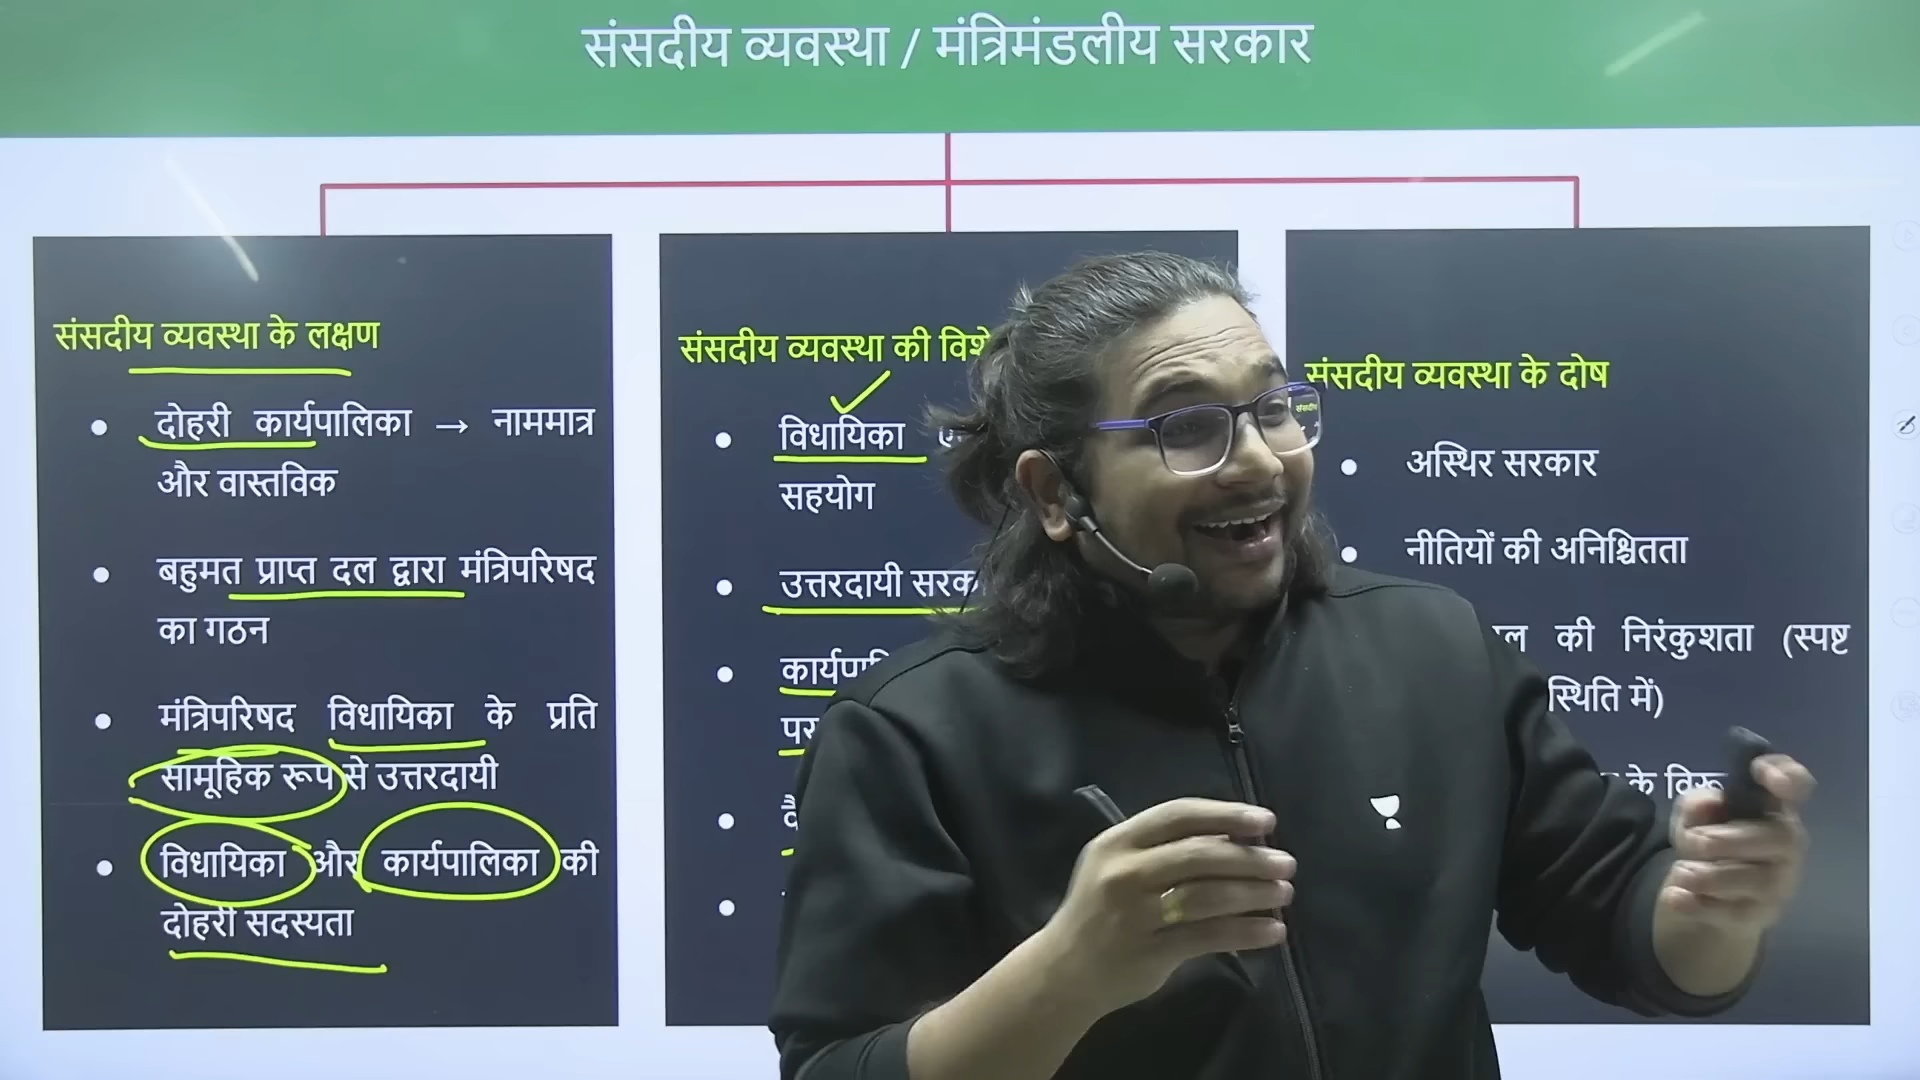 संसदीय व्यवस्था / मंत्रिमंडलीय सरकार
संसदीय व्यवस्था के लक्षण
दोहरी कार्यपालिका → नाममात्र
और वास्तविक
बहुमत प्राप्त दल द्वारा मंत्रिपरिषद
का गठन
मंत्रिपरिषद विधायिका के प्रति
सामूहिक रूप से उत्तरदायी
विधायिका और कार्यपालिका की
दोहरी सदस्यता
संसदीय व्यवस्था की
विधायिका
सहयोग
उत्तरदायी
संसदीय व्यवस्था के दोष
अस्थिर सरकार
नीतियों की अनिश्चितता
की निरंकुशता (स्पष्ट
स्थिति में)
के